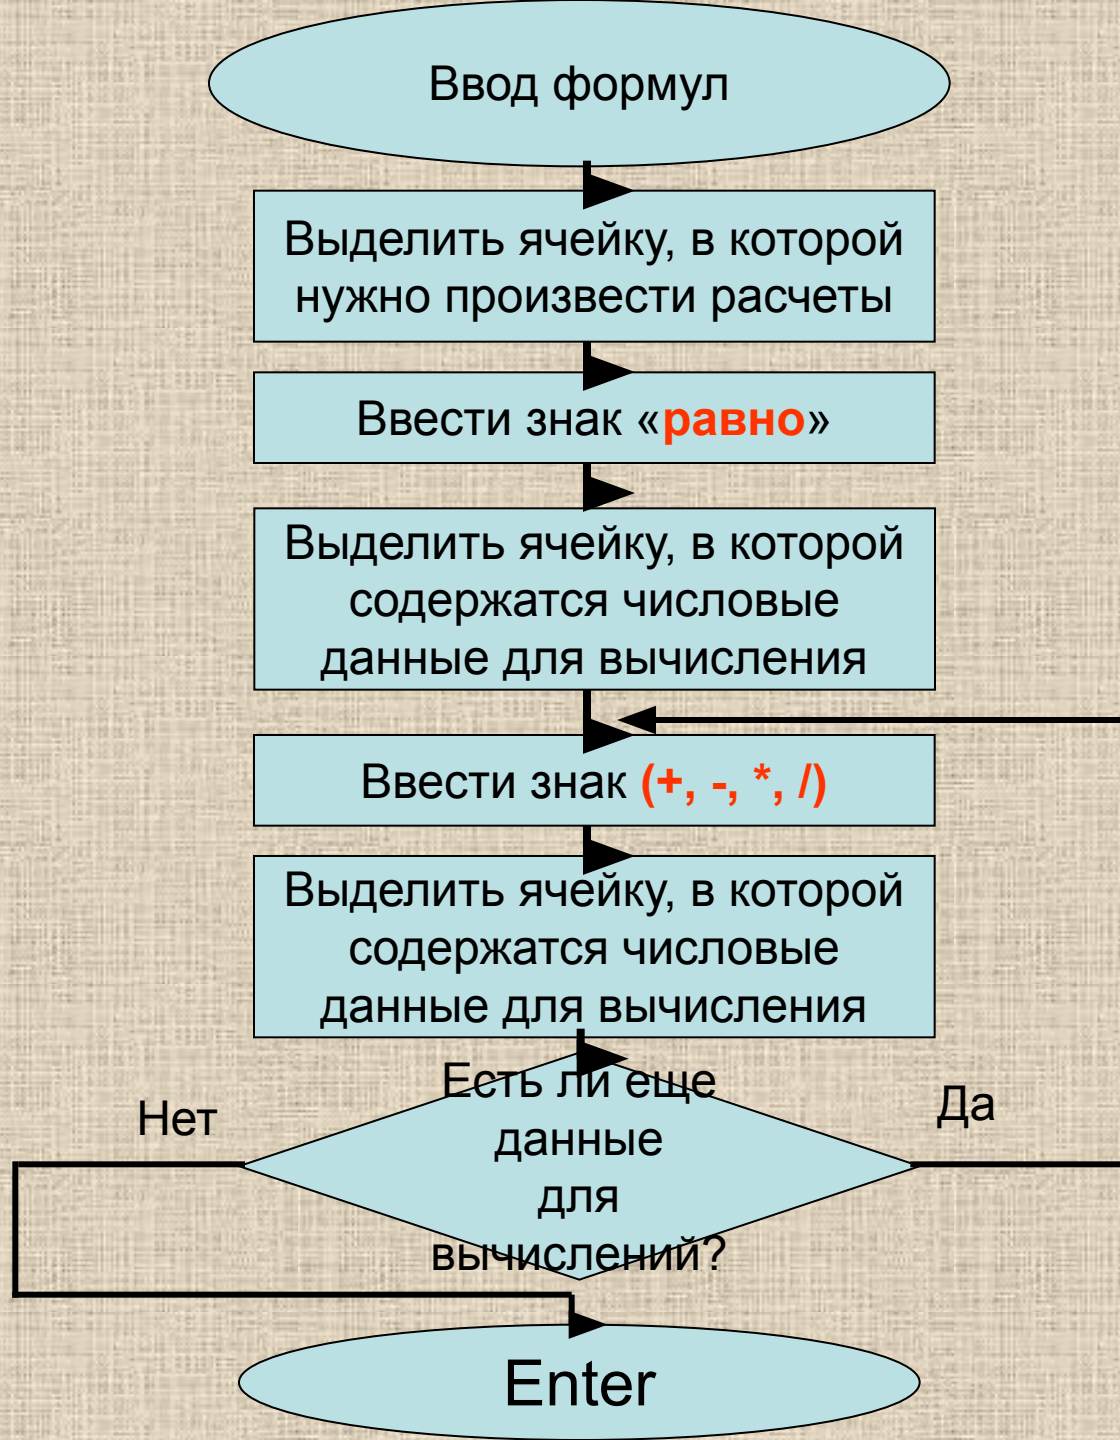 Ввод формул
Выделить ячейку, в которой
нужно произвести расчеты
Ввести знак «равно»
Выделить ячейку, в которой
содержатся числовые
данные для вычисления
Ввести знак (+, -, *, /)
Выделить ячейку, в которой
содержатся числовые
данные для вычисления
Есть ли еще
данные
для
вычислений?
Нет
Да
Enter